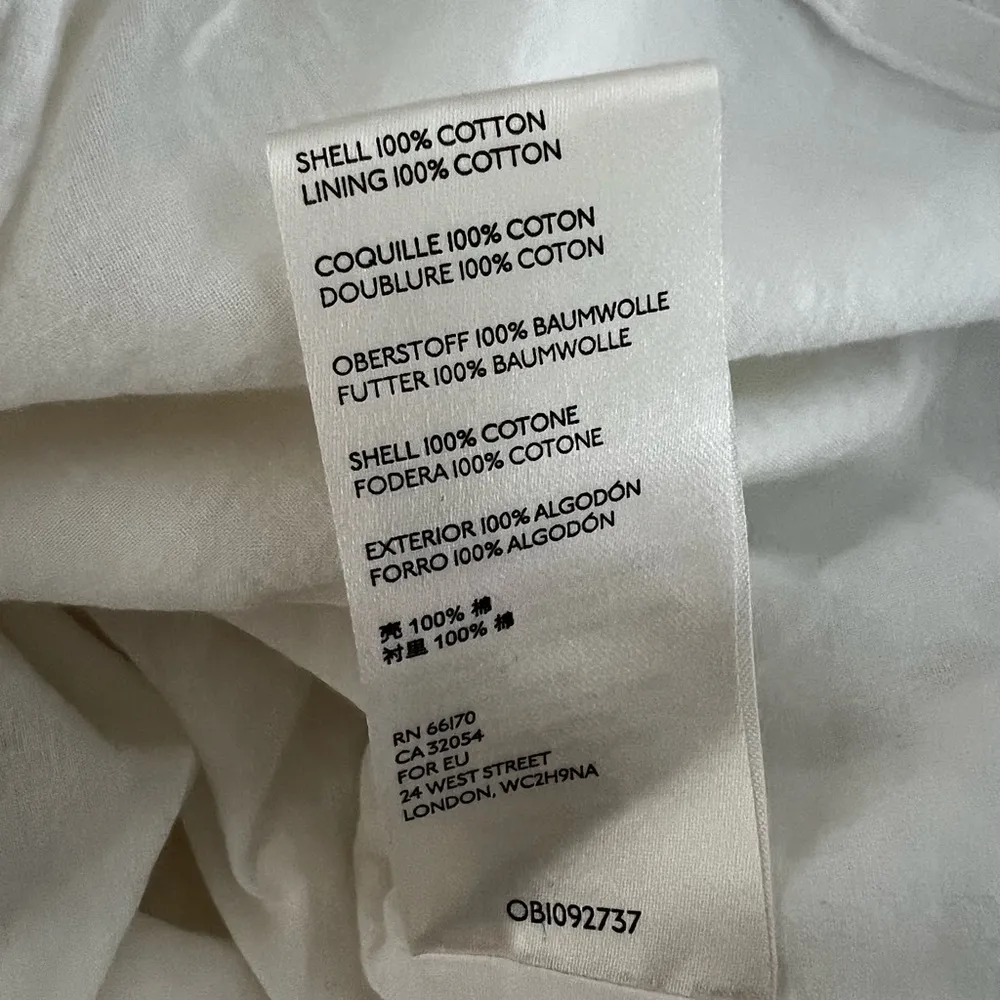 SHELL 100% COTTON
LINING 100% COTTON
COQUILLE 100% COTON
DOUBLURE 100% COTON
OBERSTOFF 100% BAUMWOLLE
FUTTER 100% BAUMWOLLE
SHELL 100% COTONE
FODERA 100% COTONE
EXTERIOR 100% ALGODÓN
FORRO 100% ALGODÓN
壳 100% 棉
衬里 100% 棉
RN 66170
CA 32054
FOR EU
24 WEST STREET
LONDON, WC2H9NA
OB1092737